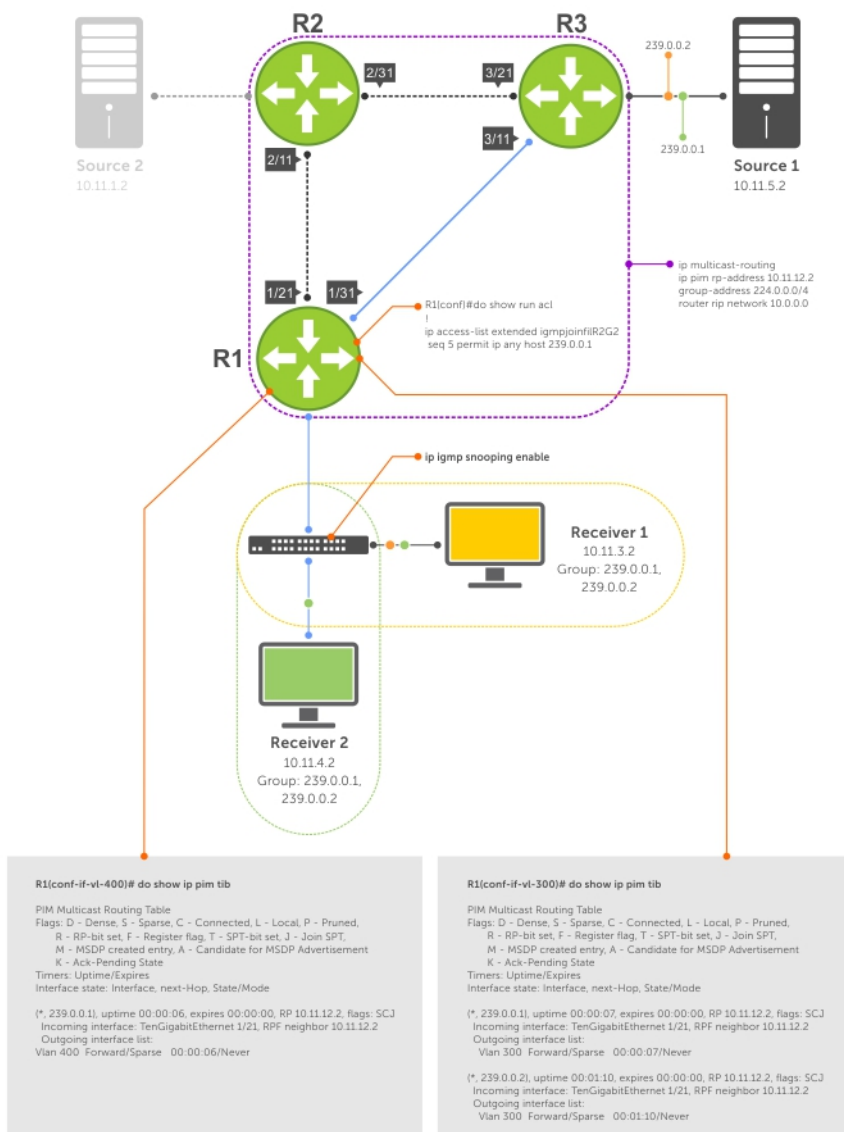 R2
R3
239.0.0.2
2/31
3/21
3/11
2/11
239.0.0.1
Source 2
10.11.1.2
Source 1
10.11.5.2
ip multicast-routing
ip pim rp-address 10.11.12.2
group-address 224.0.0.0/4
router rip network 10.0.0.0
1/21
1/31
R1(conf)#do show run acl
!
ip access-list extended igmpjoinfilR2G2
seq 5 permit ip any host 239.0.0.1
R1
ip igmp snooping enable
Receiver 1
10.11.3.2
Group: 239.0.0.1,
239.0.0.2
Receiver 2
10.11.4.2
Group: 239.0.0.1,
239.0.0.2
R1(conf-if-vl-400)# do show ip pim tib
PIM Multicast Routing Table
Flags: D - Dense, S - Sparse, C - Connected, L - Local, P - Pruned,
R - RP-bit set, F - Register flag, T - SPT-bit set, J - Join SPT,
M - MSDP created entry, A - Candidate for MSDP Advertisement
K - Ack-Pending State
Timers: Uptime/Expires
Interface state: Interface, next-Hop, State/Mode
(*, 239.0.0.1), uptime 00:00:06, expires 00:00:00, RP 10.11.12.2, flags: SCJ
Incoming interface: TenGigabitEthernet 1/21, RPF neighbor 10.11.12.2
Outgoing interface list:
Vlan 400 Forward/Sparse 00:00:06/Never
R1(conf-if-vl-300)# do show ip pim tib
PIM Multicast Routing Table
Flags: D - Dense, S - Sparse, C - Connected, L - Local, P - Pruned,
R - RP-bit set, F - Register flag, T - SPT-bit set, J - Join SPT,
M - MSDP created entry, A - Candidate for MSDP Advertisement
K - Ack-Pending State
Timers: Uptime/Expires
Interface state: Interface, next-Hop, State/Mode
(*, 239.0.0.1), uptime 00:00:07, expires 00:00:00, RP 10.11.12.2, flags: SCJ
Incoming interface: TenGigabitEthernet 1/21, RPF neighbor 10.11.12.2
Outgoing interface list:
Vlan 300 Forward/Sparse 00:00:07/Never
(*, 239.0.0.2), uptime 00:01:10, expires 00:00:00, RP 10.11.12.2, flags: SCJ
Incoming interface: TenGigabitEthernet 1/21, RPF neighbor 10.11.12.2
Outgoing interface list:
Vlan 300 Forward/Sparse 00:01:10/Never